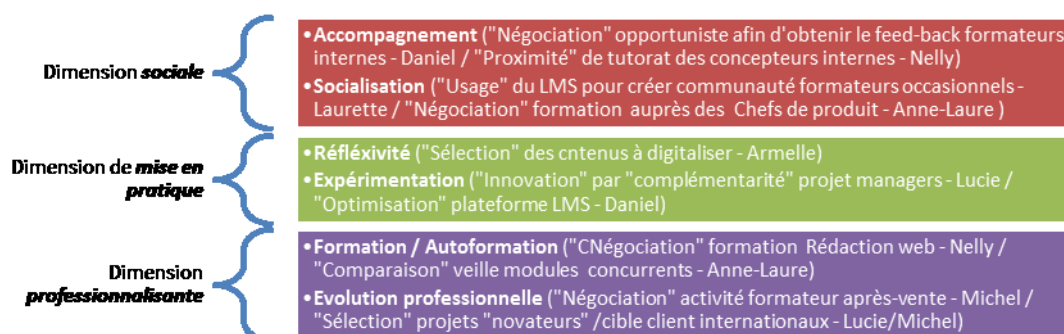 Dimension sociale
•Accompagnement ("Négociation" opportuniste afin d'obtenir le feed-back formateurs
internes - Daniel / "Proximité" de tutorat des concepteurs internes - Nelly)
•Socialisation ("Usage" du LMS pour créer communauté formateurs occasionnels -
Laurette / "Négociation" formation auprès des Chefs de produit - Anne-Laure )
Dimension de mise en
pratique
•Réfléxivité ("Sélection" des cntenus à digitaliser - Armelle)
•Expérimentation ("Innovation" par "complémentarité" projet managers - Lucie /
"Optimisation" plateforme LMS - Daniel)
Dimension
professionnalisante
•Formation / Autoformation ("CNégociation" formation Rédaction web - Nelly /
"Comparaison" veille modules concurrents - Anne-Laure)
•Evolution professionnelle ("Négociation" activité formateur après-vente - Michel /
"Sélection" projets "novateurs" /cible client internationaux - Lucie/Michel)